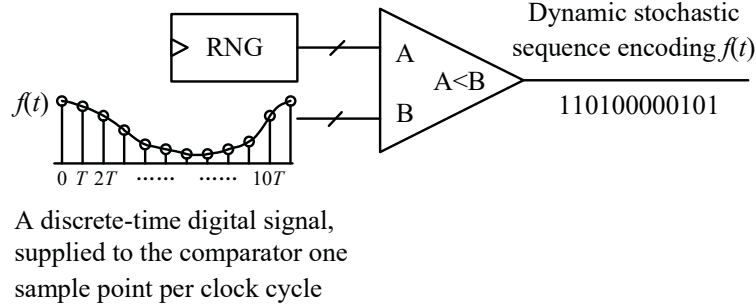 Dynamic stochastic
sequence encoding f(t)
RNG
A
A<B
B
110100000101
f(t)
0 T 2T ...... ...... 10T
A discrete-time digital signal,
supplied to the comparator one
sample point per clock cycle